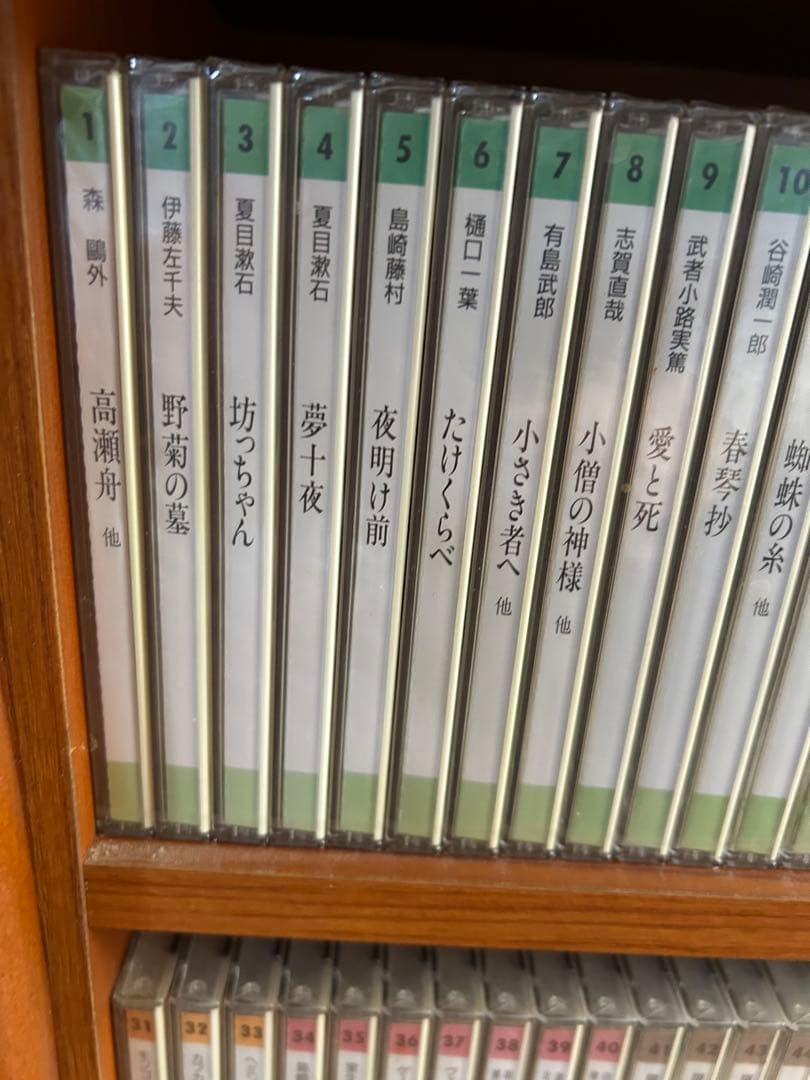 1
森 鷗外
高瀬舟 他
2
伊藤左千夫
野菊の墓
3
夏目漱石
坊っちゃん
4
夏目漱石
夢十夜
5
島崎藤村
夜明け前
6
樋口一葉
たけくらべ
7
有島武郎
小さき者へ 他
8
志賀直哉
小僧の神様 他
9
武者小路実篤
愛と死
10
谷崎潤一郎
春琴抄
蜘蛛の糸 他
31
32
33
34
35
36
37
38
39
40
41
42
43